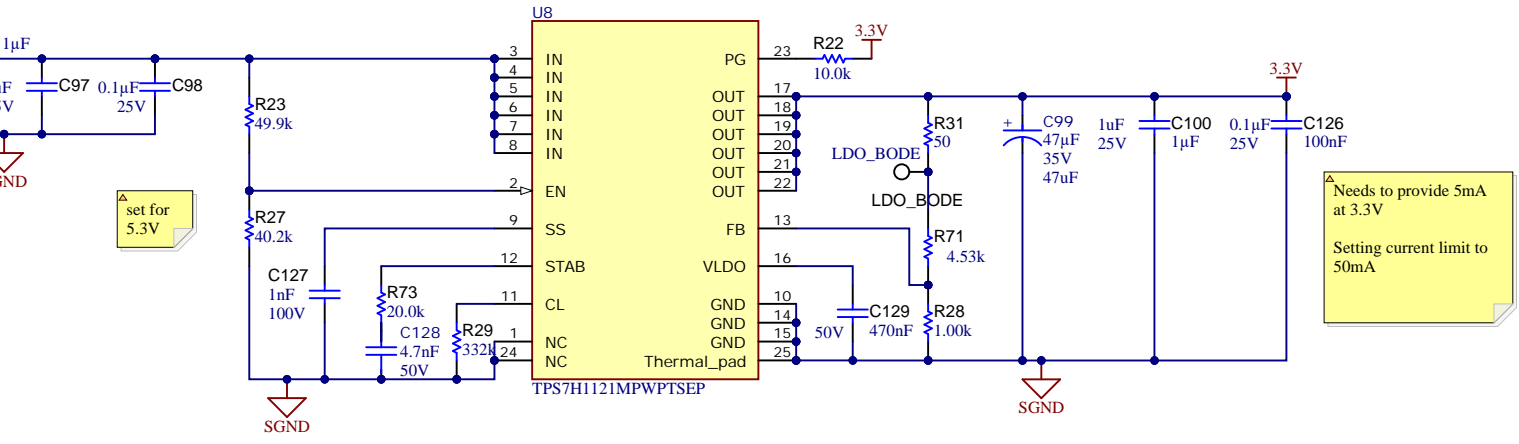 U8
1µF
C97
0.1µF
25V
C98
R23
49.9k
R27
40.2k
set for
5.3V
C127
1nF
100V
R73
20.0k
C128
4.7nF
50V
R29
332k
SGND
3 IN
4 IN
5 IN
6 IN
7 IN
8 IN
2 EN
9 SS
12 STAB
11 CL
1 NC
24 NC
PG 23
OUT 17
OUT 18
OUT 19
OUT 20
OUT 21
OUT 22
FB 13
VLDO 16
GND 10
GND 14
GND 15
Thermal_pad 25
TPS7H1121MPWPTSEP
R22
10.0k
3.3V
R31
50
LDO_BODE
LDO_BODE
R71
4.53k
R28
1.00k
C129
470nF
50V
+
C99
47µF
35V
47uF
1uF
25V
C100
1µF
3.3V
0.1µF
25V
C126
100nF
SGND
Needs to provide 5mA
at 3.3V
Setting current limit to
50mA